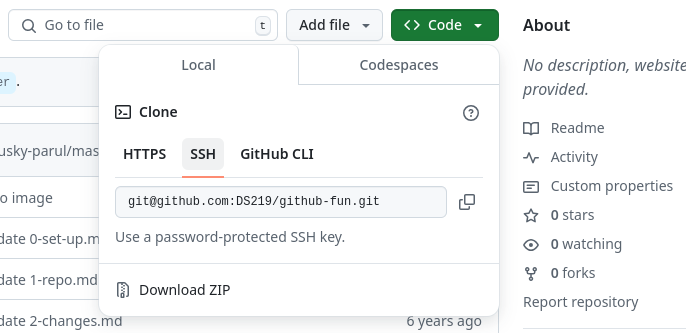 Go to file
t
Add file
Code
About
Local
Codespaces
No description, website
provided.
er.
Clone
HTTPS
SSH
GitHub CLI
usky-parul/mas
git@github.com:DS219/github-fun.git
Use a password-protected SSH key.
Download ZIP
o image
date 0-set-up.m
date 1-repo.md
date 2-changes.md
6 years ago
Readme
Activity
Custom properties
0 stars
0 watching
0 forks
Report repository